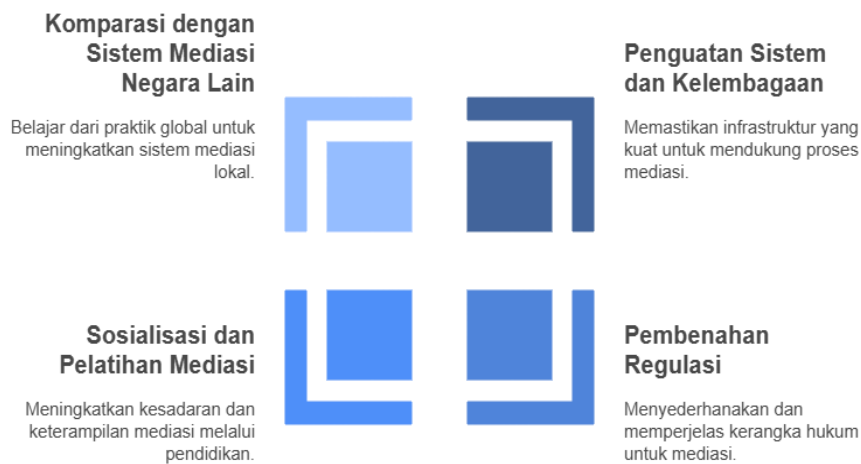 Komparasi dengan
Sistem Mediasi
Negara Lain
Belajar dari praktik global untuk
meningkatkan sistem mediasi
lokal.
Penguatan Sistem
dan Kelembagaan
Memastikan infrastruktur yang
kuat untuk mendukung proses
mediasi.
Sosialisasi dan
Pelatihan Mediasi
Meningkatkan kesadaran dan
keterampilan mediasi melalui
pendidikan.
Pembenahan
Regulasi
Menyederhanakan dan
memperjelas kerangka hukum
untuk mediasi.